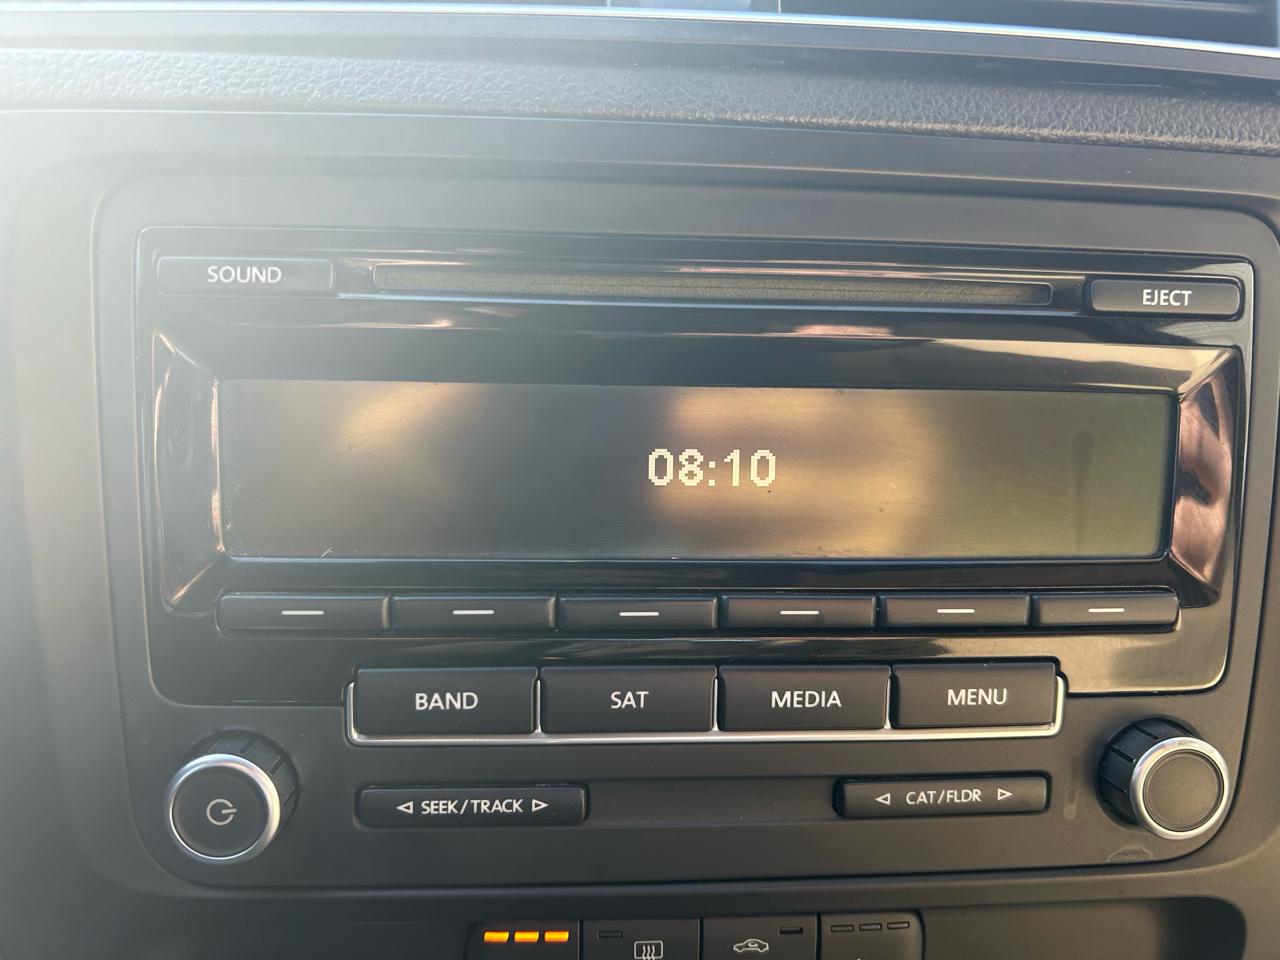 SOUND
EJECT
08:10
BAND
SAT
MEDIA
MENU
SEEK/TRACK
CAT/FLDR